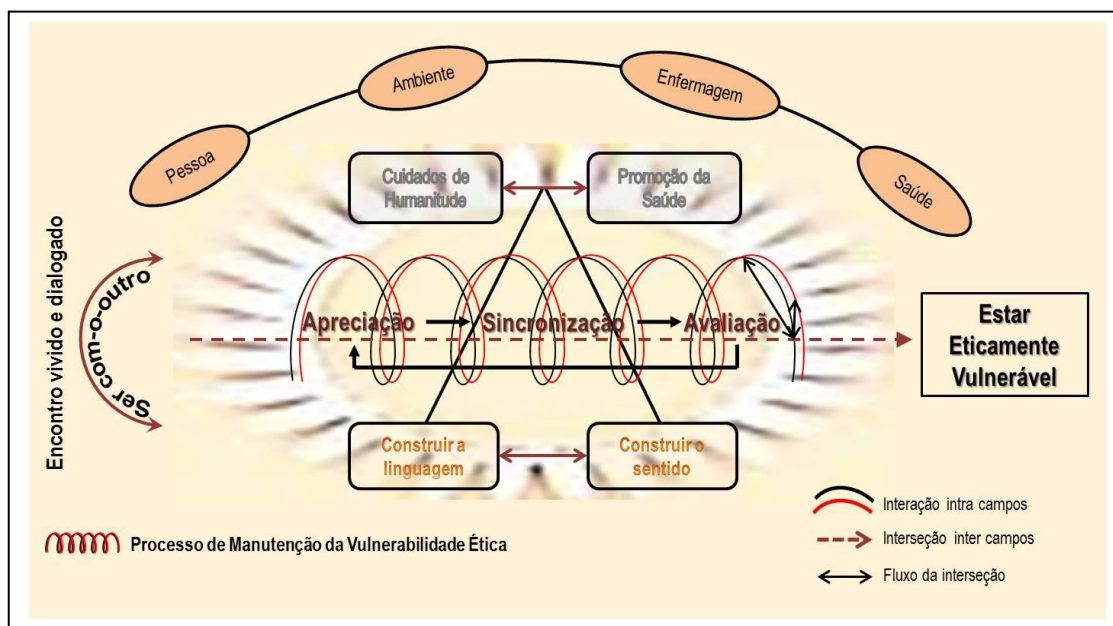 Pessoa
Ambiente
Enfermagem
Saúde
Cuidados de
Humanitude
Promoção da
Saúde
Encontro vivido e dialogado
Ser com-o-outro
Apreciação
Sincronização
Avaliação
Estar
Eticamente
Vulnerável
Construir a
linguagem
Construir o
sentido
Processo de Manutenção da Vulnerabilidade Ética
Interação intra campos
Interseção inter campos
Fluxo da interseção